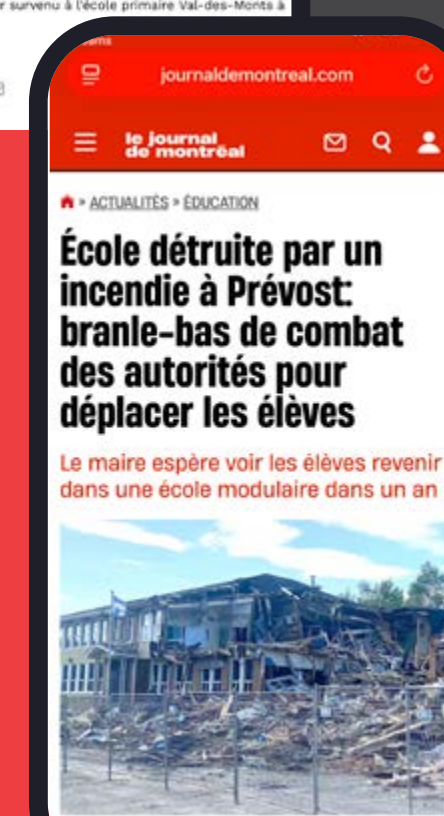 r survenu à l'école primaire Val-des-Monts à
journaldemontreal.com
le journal
de montréal
ACTUALITÉS » ÉDUCATION
École détruite par un
incendie à Prévost:
branle-bas de combat
des autorités pour
déplacer les élèves
Le maire espère voir les élèves revenir
dans une école modulaire dans un an